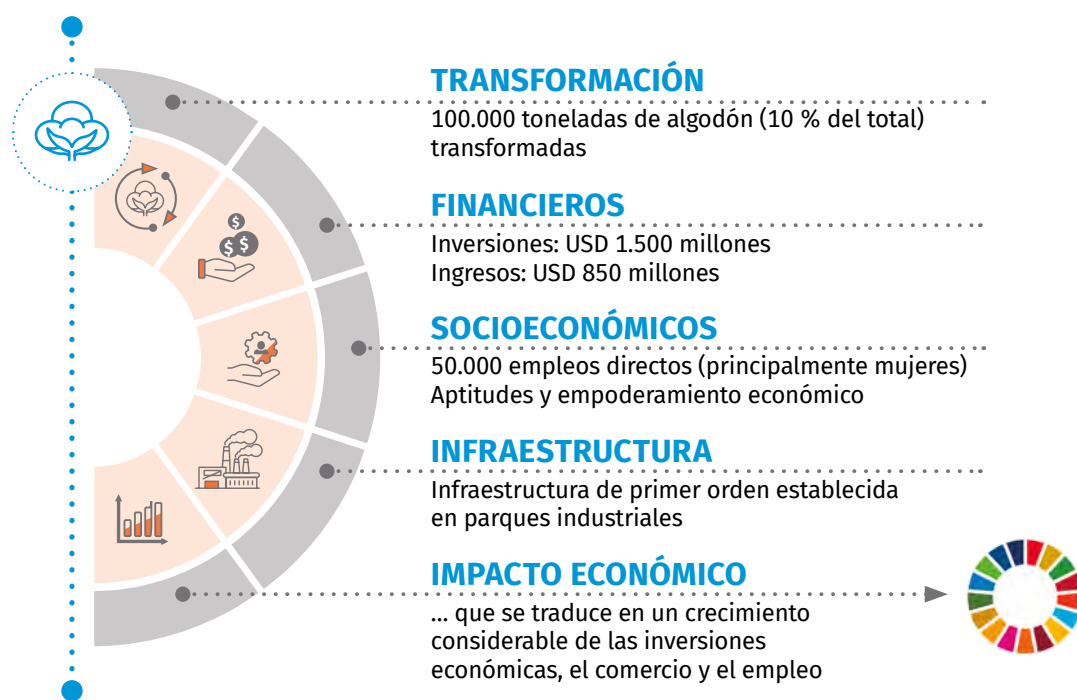 TRANSFORMACIÓN
100.000 toneladas de algodón (10 % del total)
transformadas
FINANCIEROS
Inversiones: USD 1.500 millones
Ingresos: USD 850 millones
SOCIOECONÓMICOS
50.000 empleos directos (principalmente mujeres)
Aptitudes y empoderamiento económico
INFRAESTRUCTURA
Infraestructura de primer orden establecida
en parques industriales
IMPACTO ECONÓMICO
... que se traduce en un crecimiento
considerable de las inversiones
económicas, el comercio y el empleo